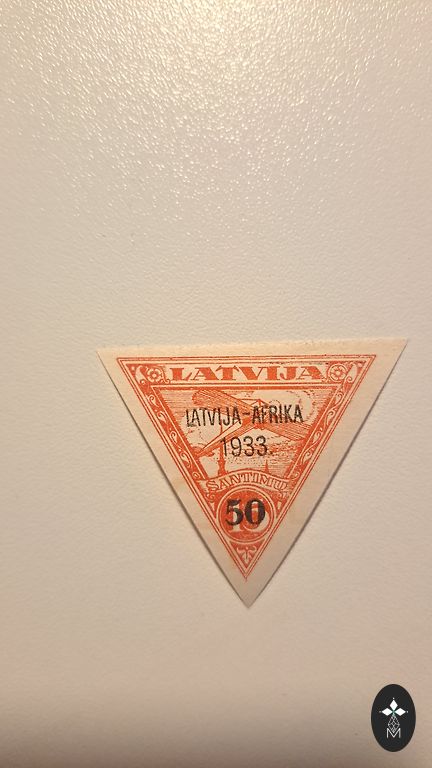 LATVIJA
LATVIJA-AFRIKA
1933.
SANTIMU
50